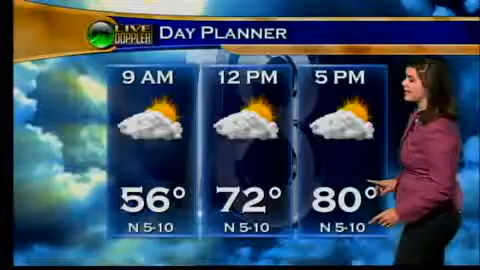 LIVE
DOPPLER
DAY PLANNER
9 AM
12 PM
5 PM
56°
72°
80°
N 5-10
N 5-10
N 5-10